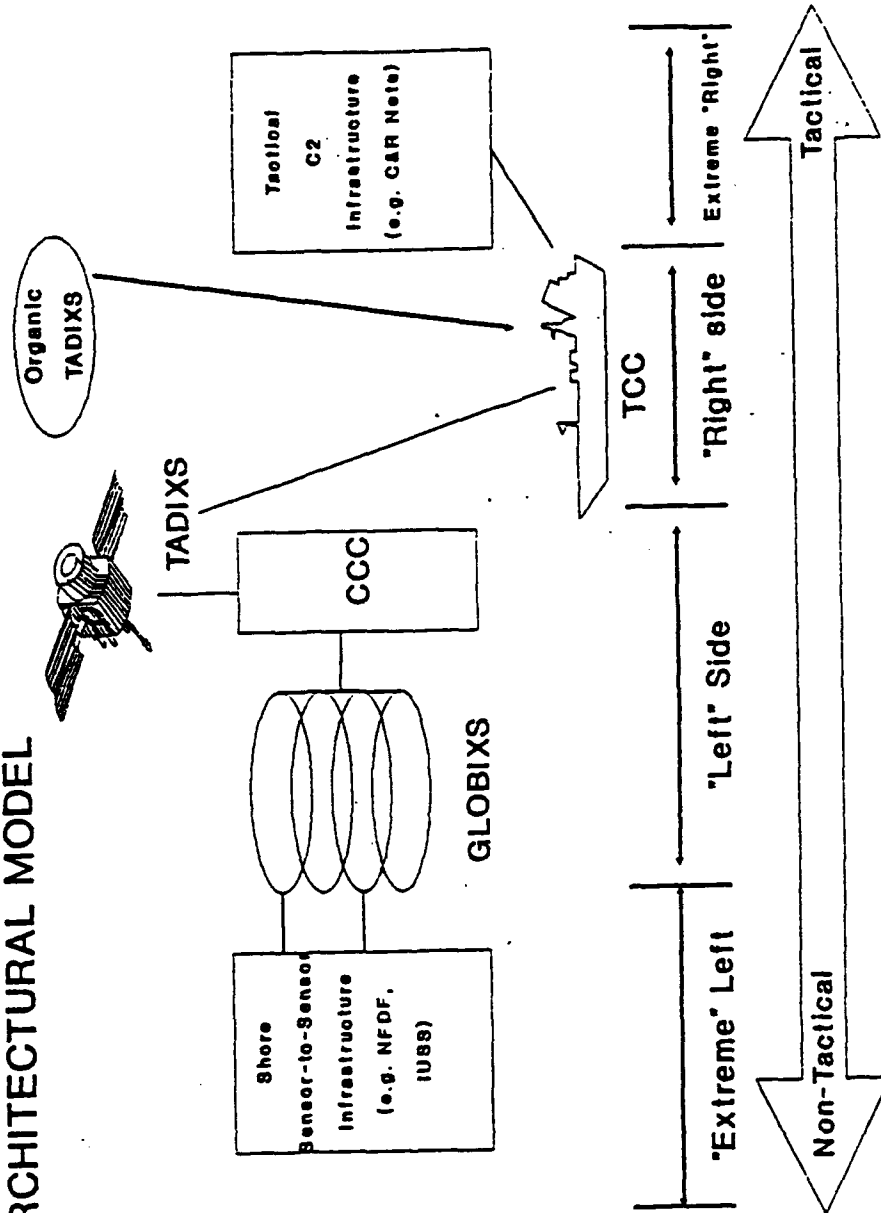 RCHITECTURAL MODEL
Organic
TADIXS
TADIXS
Shore
Sensor-to-Sensor
Infrastructure
(e.g. NFDF,
IUSS)
GLOBIXS
CCC
Tactical
C2
Infrastructure
(e.g. C&R Nets)
TCC
"Extreme" Left
"Left" Side
"Right" side
Extreme "Right"
Non-Tactical
Tactical